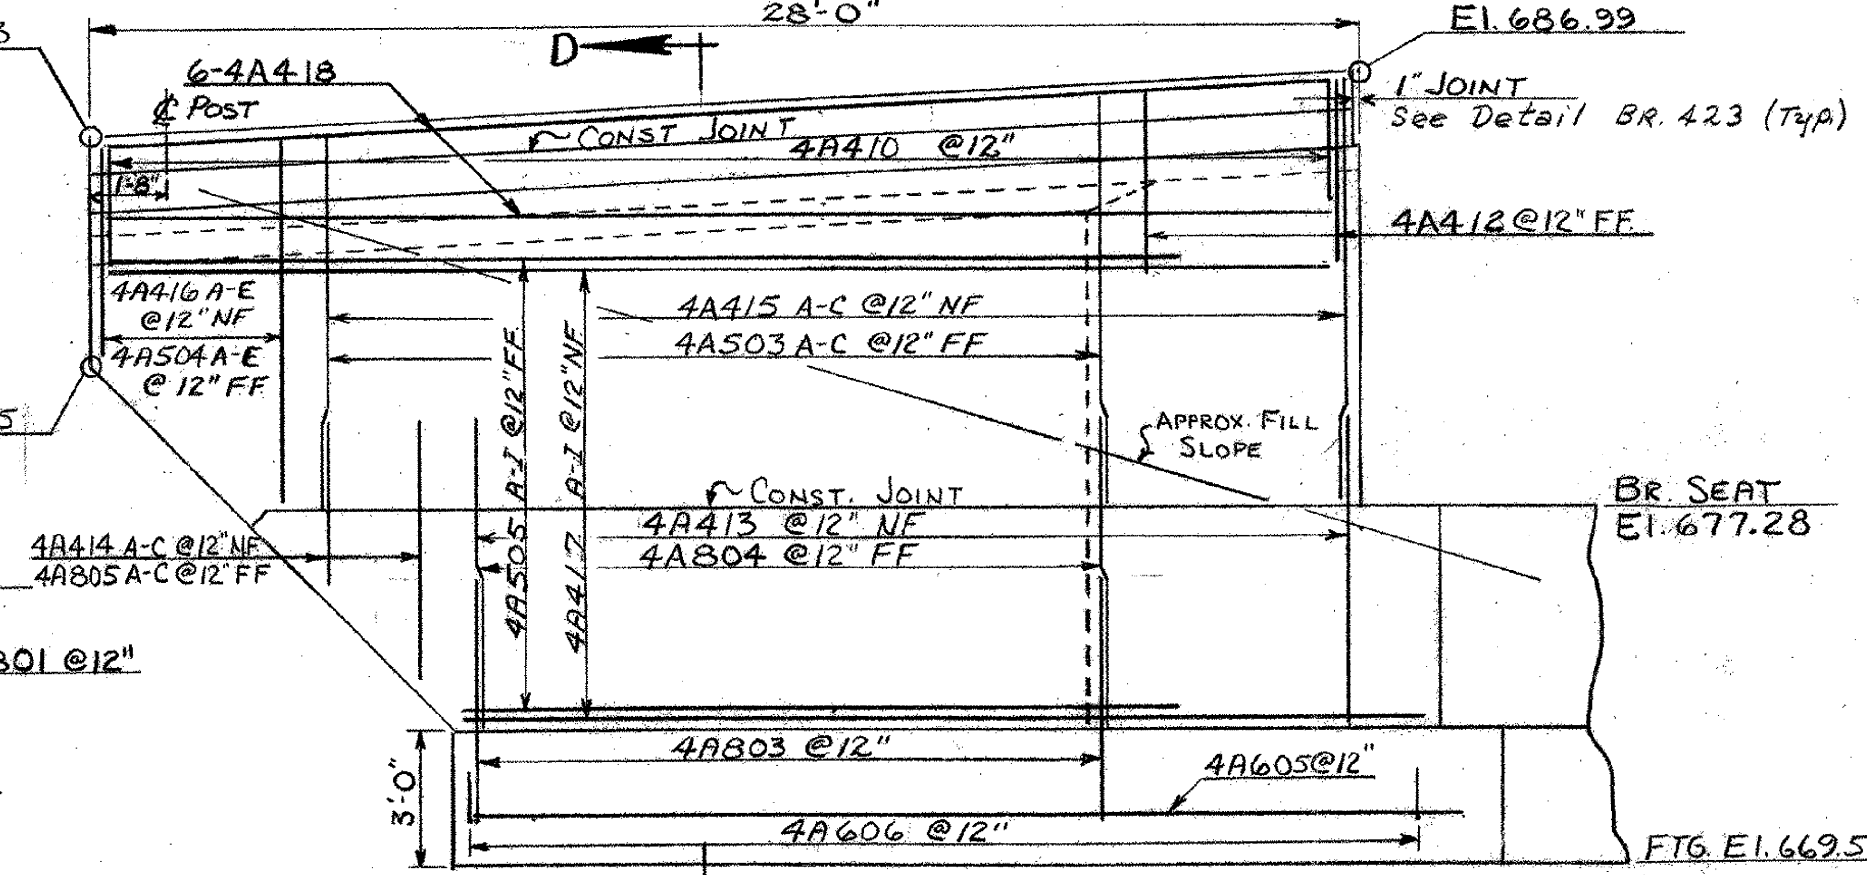 28'-0"
El. 686.99
3
D
6-4A418
℄ POST
1" JOINT
See Detail BR. 423 (Typ.)
CONST JOINT
4A410 @12"
1'-8"
4A412 @12" FF
4A416 A-E
@12" NF
4A504 A-E
@ 12" FF
4A415 A-C @12" NF
4A503 A-C @12" FF
4A505 A-I @12" FF
4A417 A-I @12" NF
5
APPROX. FILL
SLOPE
CONST. JOINT
BR. SEAT
El. 677.28
4A413 @12" NF
4A804 @12" FF
4A414 A-C @12" NF
4A805 A-C @12" FF
801 @12"
4A803 @12"
4A605@12"
3'-0"
4A606 @12"
FTG. El. 669.5